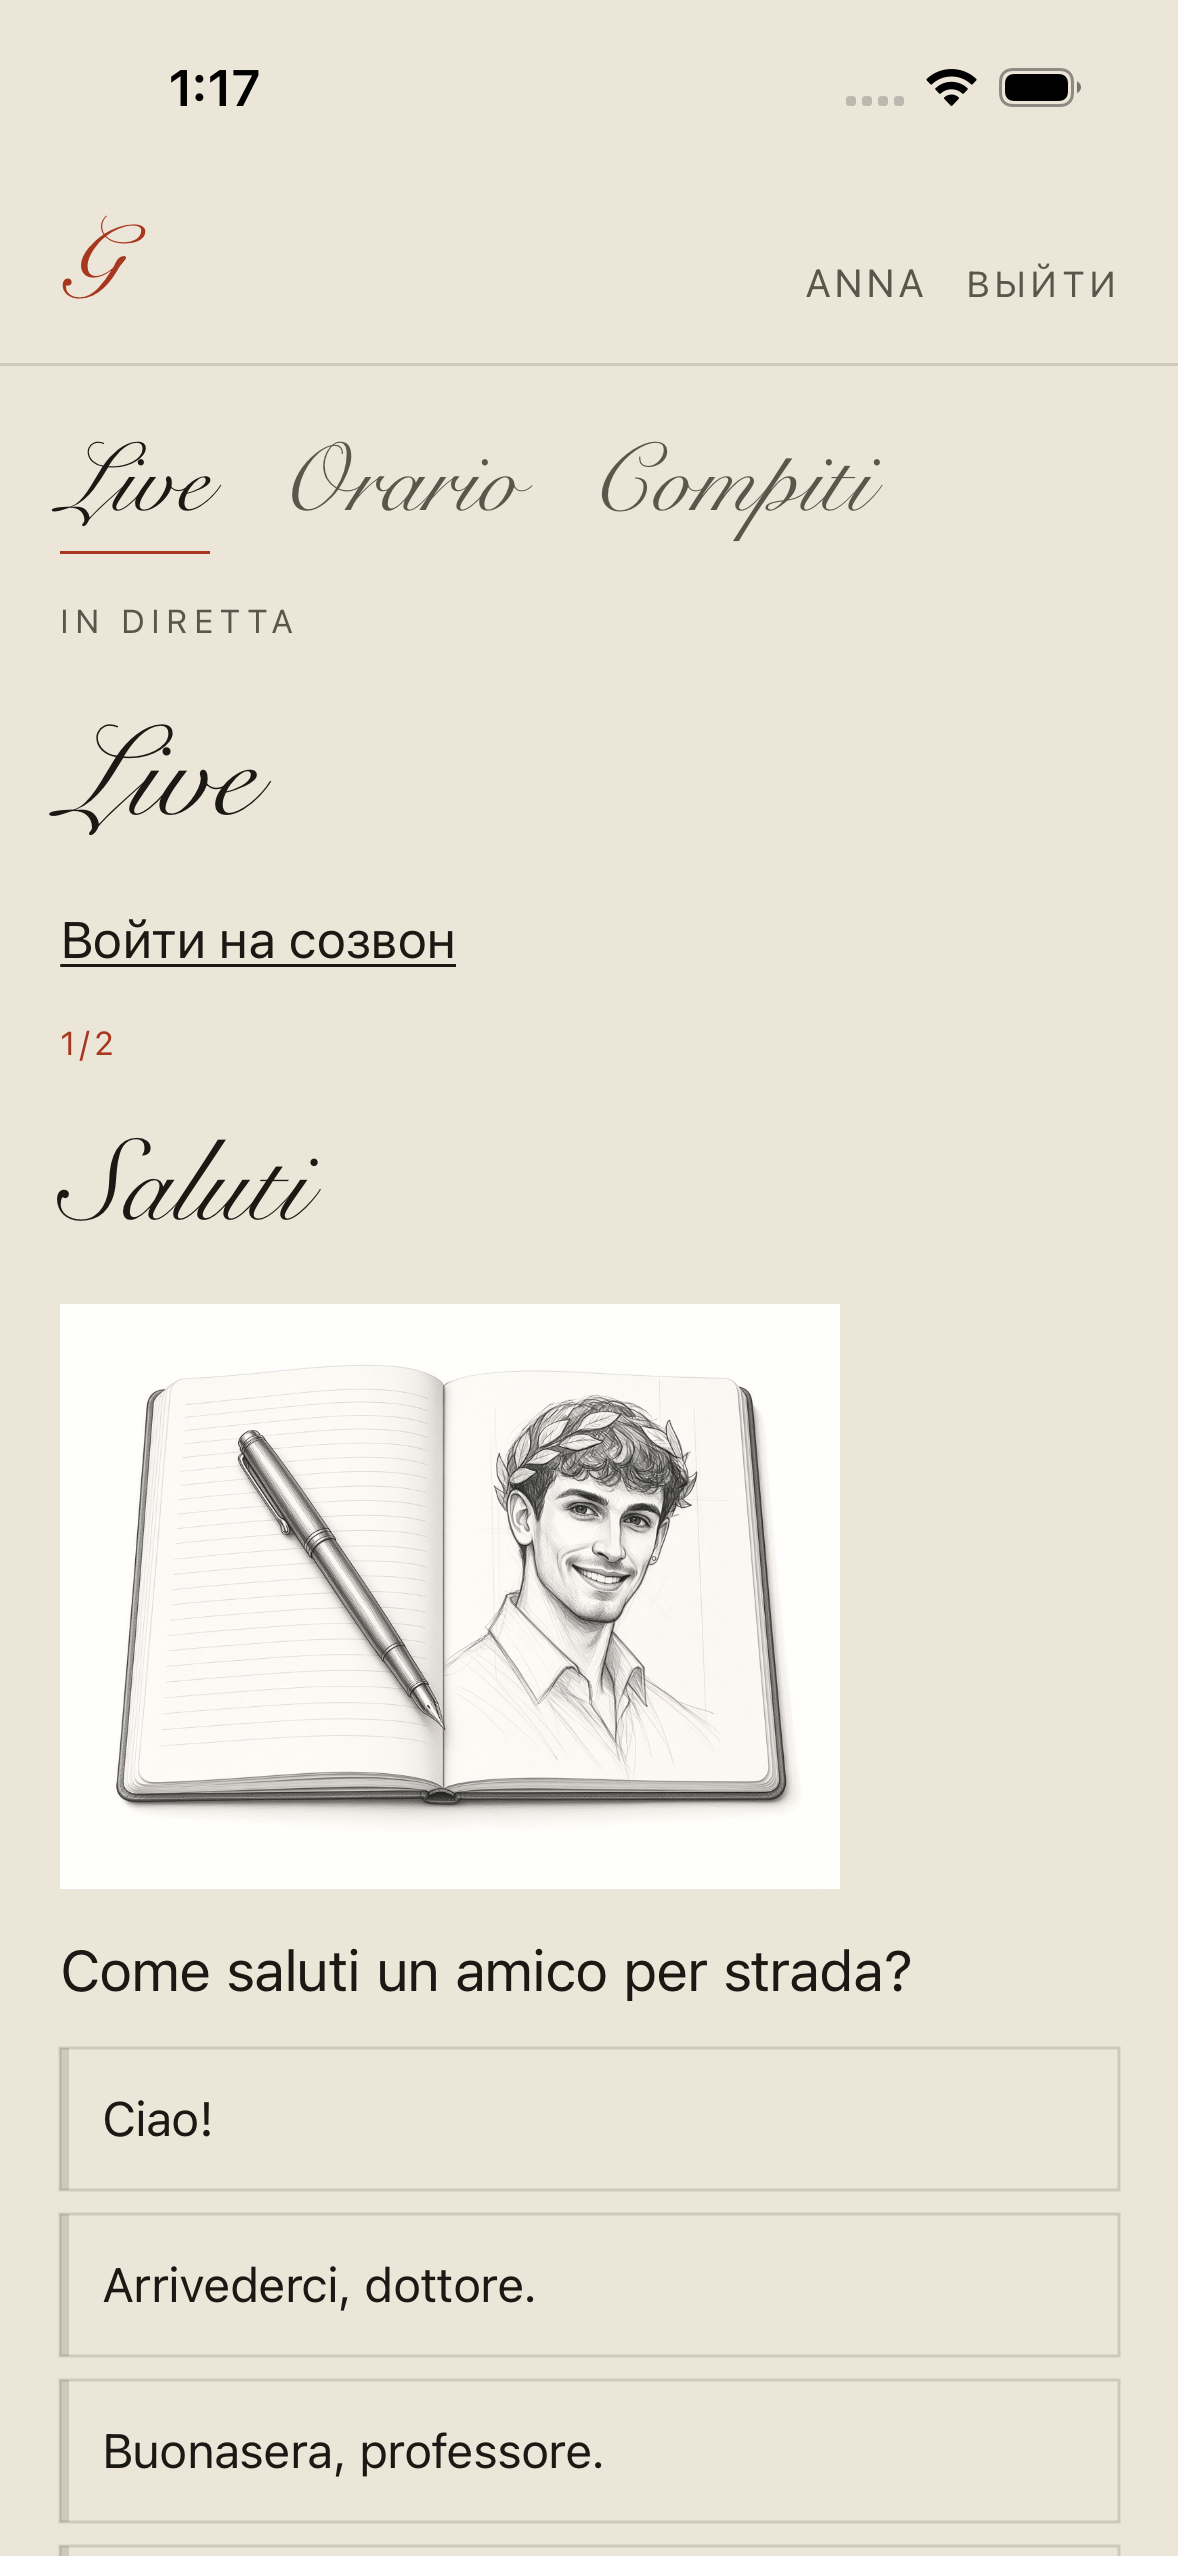 1:17
G
ANNA ВЫЙТИ
Live Orario Compiti
IN DIRETTA
Live
Войти на созвон
1/2
Saluti
Come saluti un amico per strada?
Ciao!
Arrivederci, dottore.
Buonasera, professore.